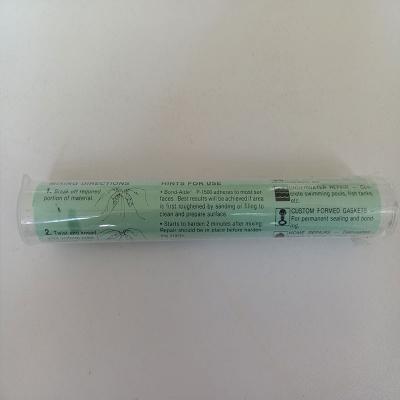 MIXING DIRECTIONS
1. Break off required
portion of material.
2. Twist and knead
HINTS FOR USE
• Bond-Aide P-1500 adheres to most sur-
faces. Best results will be achieved if area
is first roughened by sanding or filing to
clean and prepare surface.
• Starts to harden 2 minutes after mixing.
Repair should be in place before harden-
UNDERWATER REPAIR – Con-
crete swimming pools, fish tanks,
etc.
CUSTOM FORMED GASKETS
For permanent sealing and bond-
ing.
HOME REPAIRS –